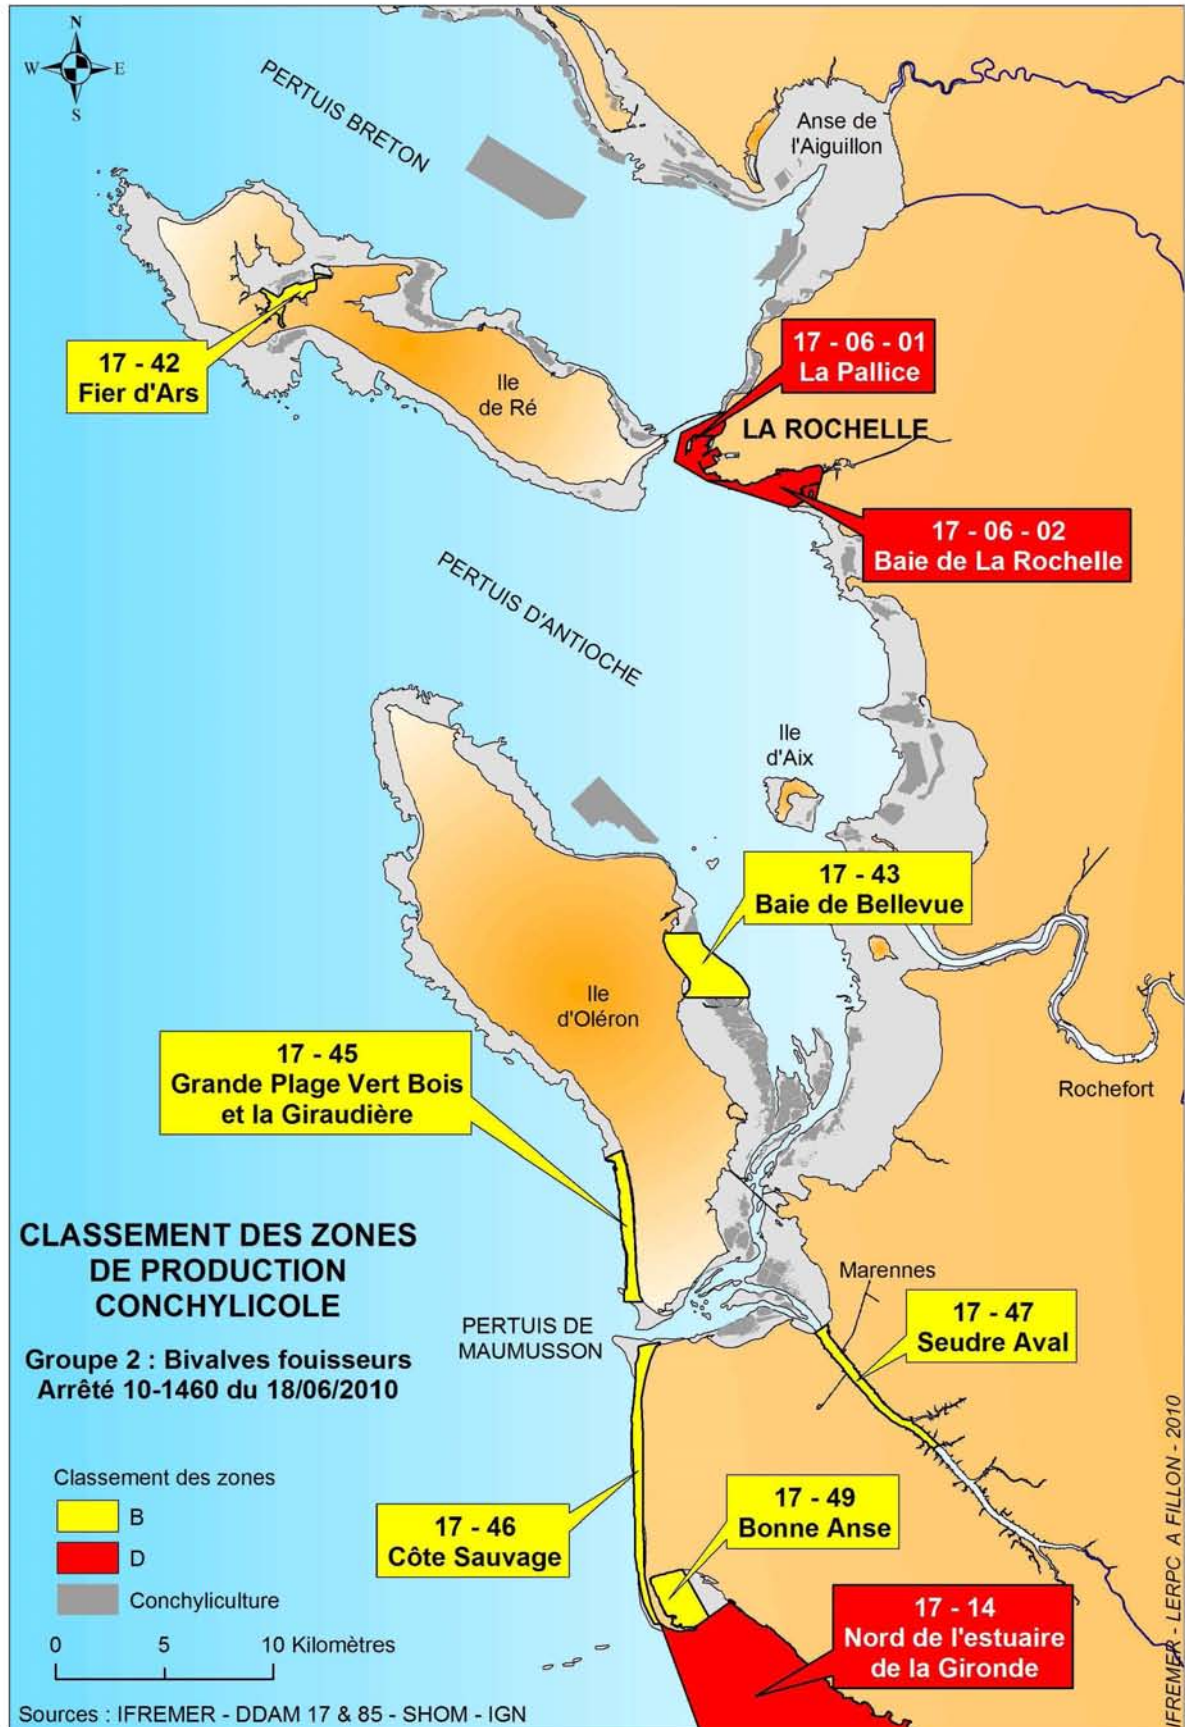 N
W
E
S
PERTUIS BRETON
Anse de
l'Aiguillon
17 - 42
Fier d'Ars
Ile
de Ré
17 - 06 - 01
La Pallice
LA ROCHELLE
17 - 06 - 02
Baie de La Rochelle
PERTUIS D'ANTIOCHE
Ile
d'Aix
17 - 43
Baie de Bellevue
Ile
d'Oléron
17 - 45
Grande Plage Vert Bois
et la Giraudière
Rochefort
CLASSEMENT DES ZONES
DE PRODUCTION
CONCHYLICOLE
Groupe 2 : Bivalves fouisseurs
Arrêté 10-1460 du 18/06/2010
PERTUIS DE
MAUMUSSON
Marennes
17 - 47
Seudre Aval
17 - 46
Côte Sauvage
17 - 49
Bonne Anse
17 - 14
Nord de l'estuaire
de la Gironde
Classement des zones
B
D
Conchyliculture
0 5 10 Kilomètres
Sources : IFREMER - DDAM 17 & 85 - SHOM - IGN
IFREMER - LERPC A FILLON - 2010